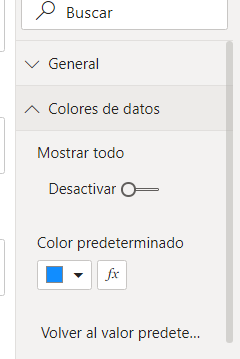 Buscar
General
Colores de datos
Mostrar todo
Desactivar
Color predeterminado
fx
Volver al valor predete...